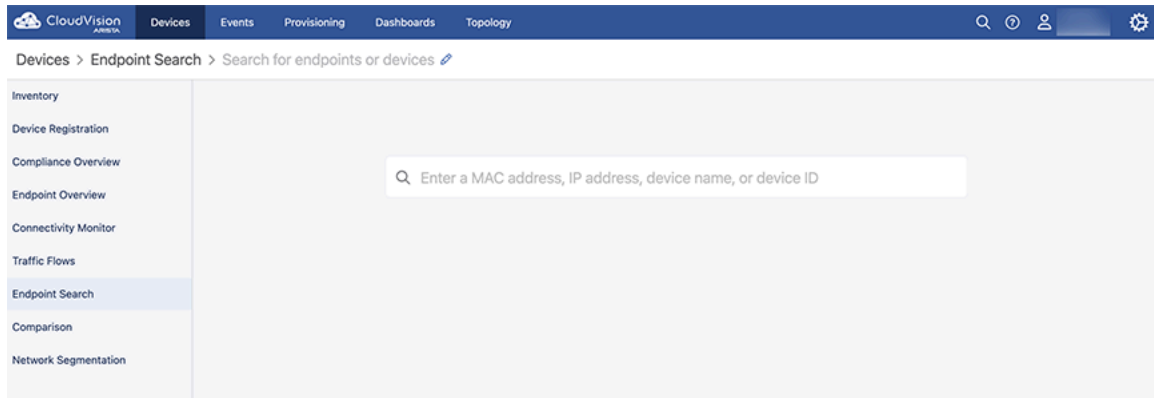 CloudVision
ARISTA
Devices Events Provisioning Dashboards Topology
Devices > Endpoint Search > Search for endpoints or devices
Inventory
Device Registration
Compliance Overview
Endpoint Overview
Connectivity Monitor
Traffic Flows
Endpoint Search
Comparison
Network Segmentation
Enter a MAC address, IP address, device name, or device ID